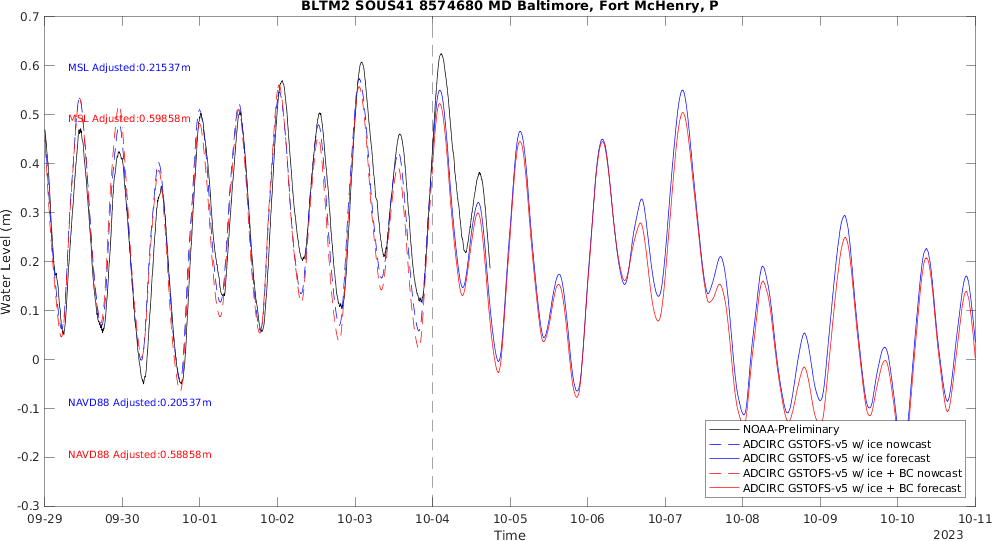 BLTM2 SOUS41 8574680 MD Baltimore, Fort McHenry, P
0.7
0.6
0.5
0.4
0.3
0.2
0.1
0
-0.1
-0.2
-0.3
Water Level (m)
MSL Adjusted:0.21537m
MSL Adjusted:0.59858m
NAVD88 Adjusted:0.20537m
NAVD88 Adjusted:0.58858m
NOAA-Preliminary
ADCIRC GSTOFS-v5 w/ ice nowcast
ADCIRC GSTOFS-v5 w/ ice forecast
ADCIRC GSTOFS-v5 w/ ice + BC nowcast
ADCIRC GSTOFS-v5 w/ ice + BC forecast
09-29 09-30 10-01 10-02 10-03 10-04 10-05 10-06 10-07 10-08 10-09 10-10 10-11
Time
2023